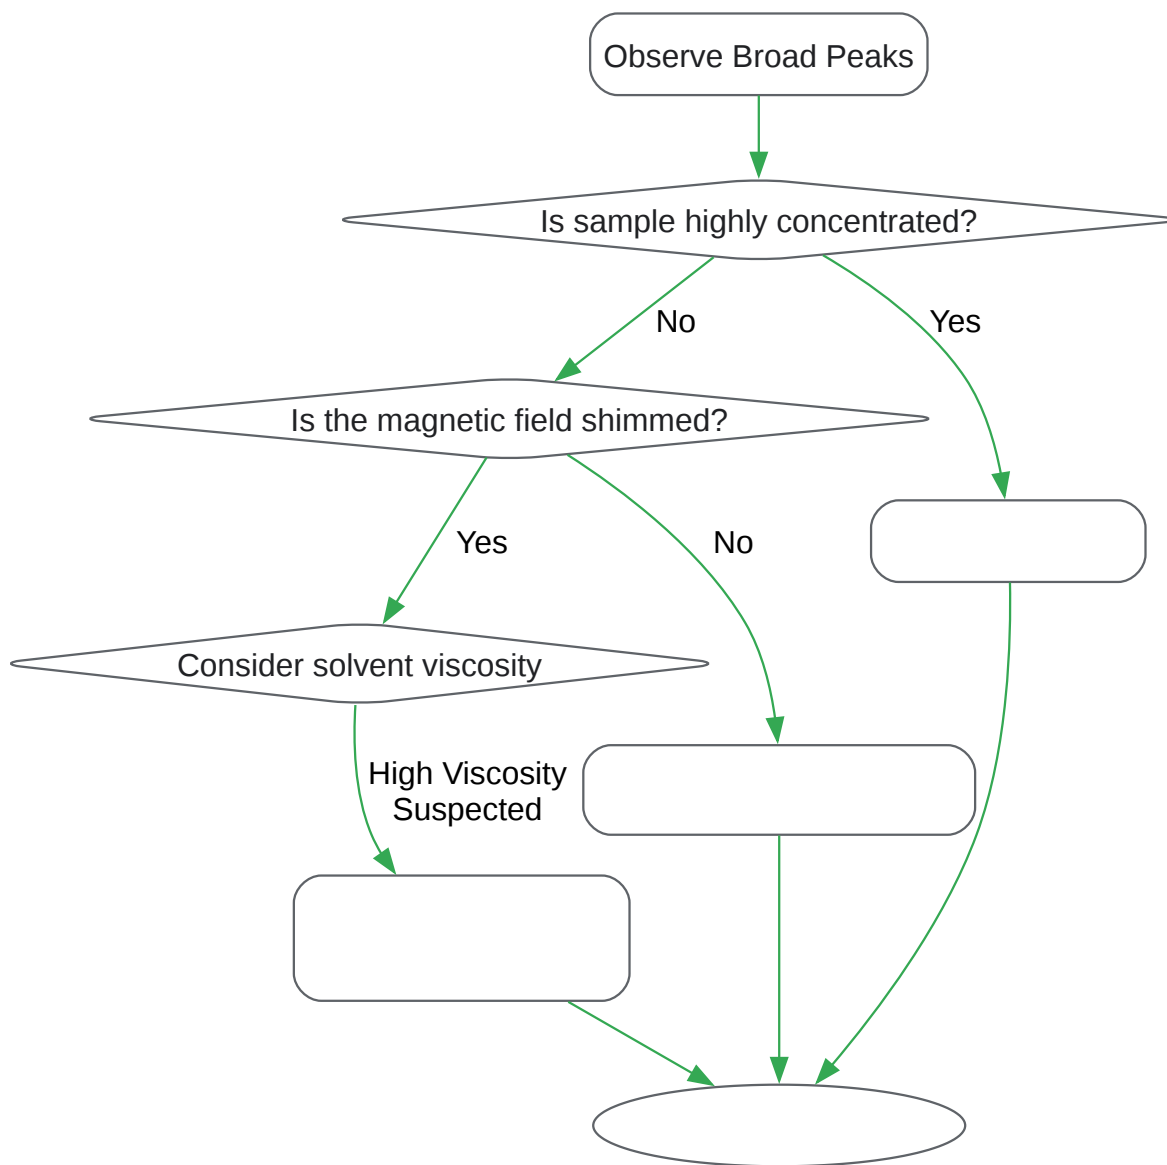 Observe Broad Peaks
Is sample highly concentrated?
No
Yes
Is the magnetic field shimmed?
Yes
No
Consider solvent viscosity
High Viscosity
Suspected